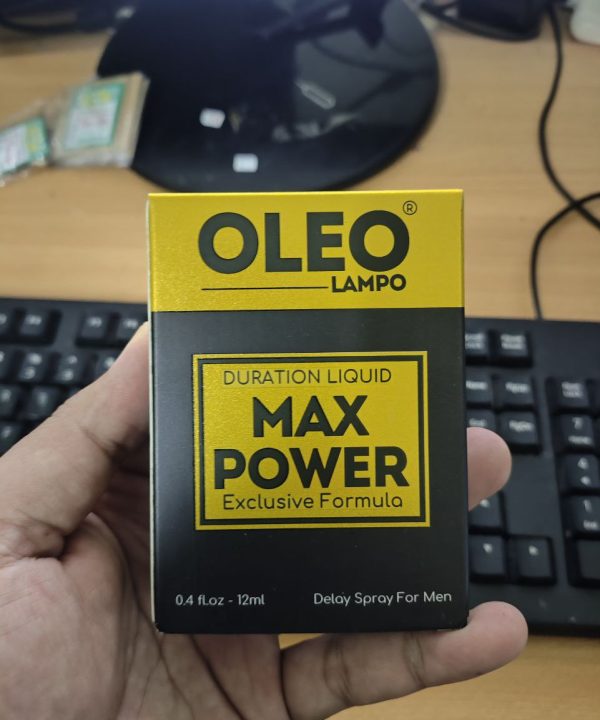 OLEO®
LAMPO
DURATION LIQUID
MAX
POWER
Exclusive Formula
0.4 fl.oz - 12ml Delay Spray For Men